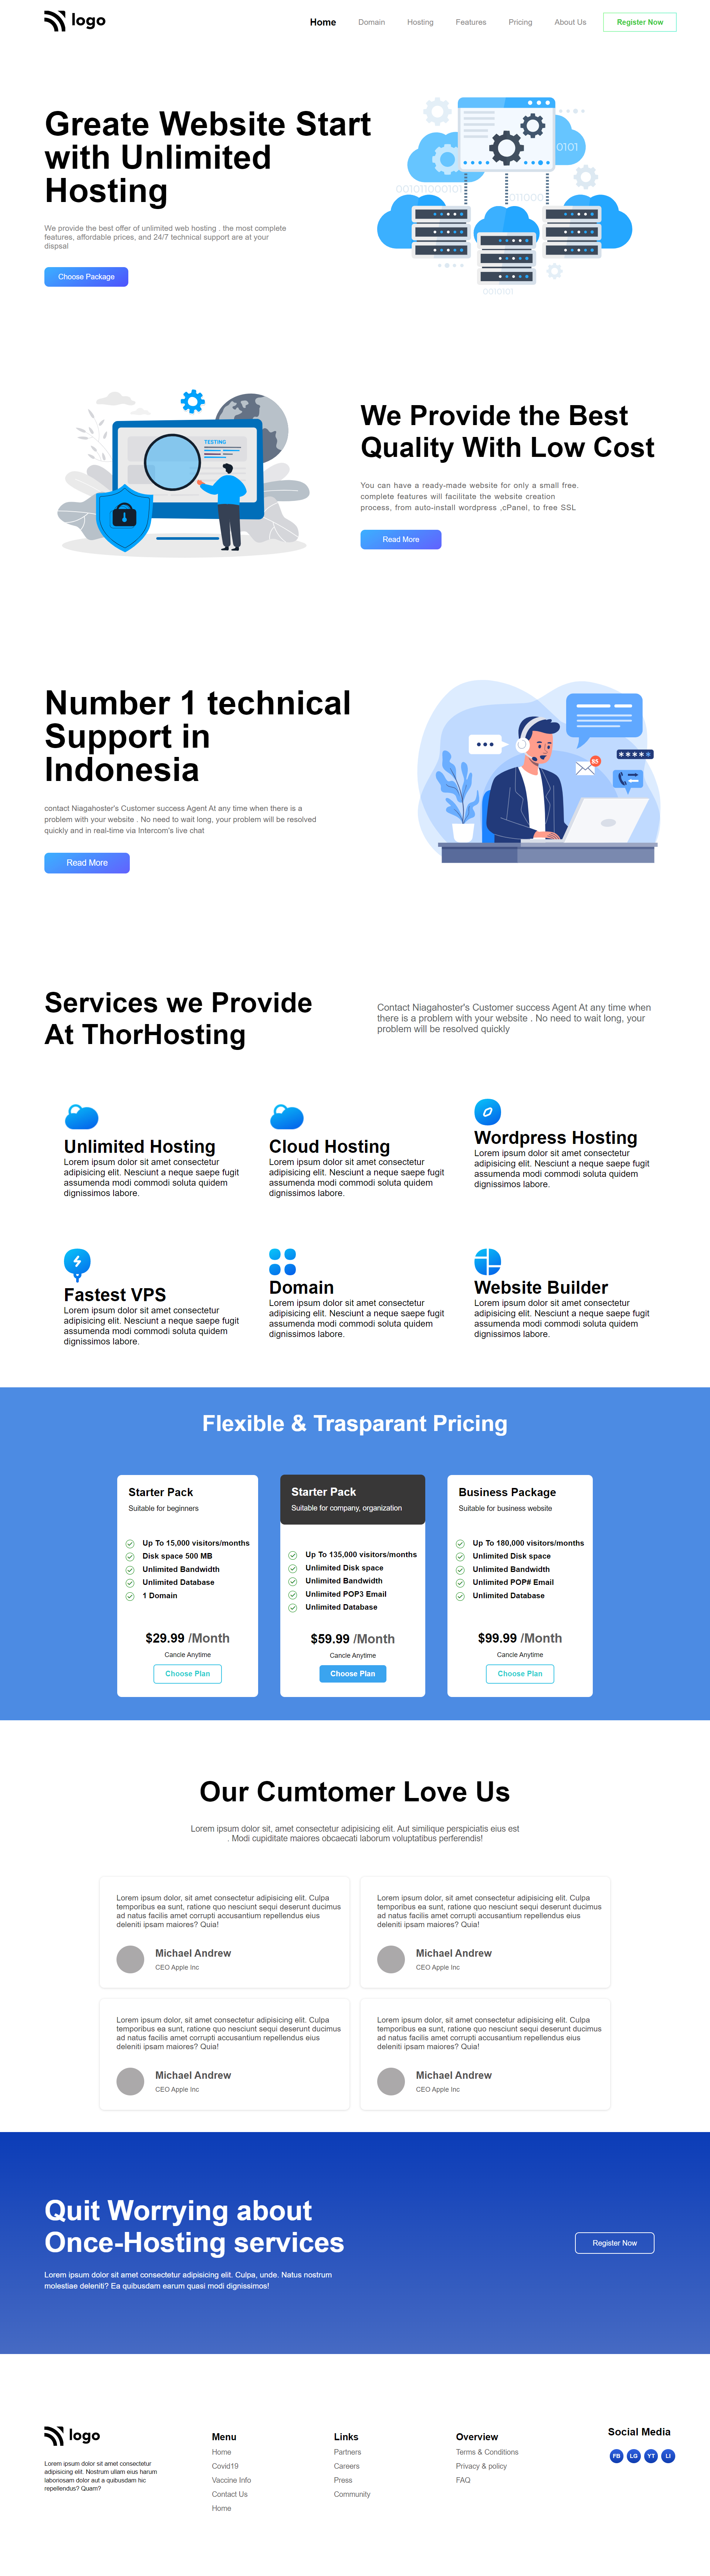 logo
Home Domain Hosting Features Pricing About Us Register Now
Greate Website Start
with Unlimited
Hosting
We provide the best offer of unlimited web hosting . the most complete
features, affordable prices, and 24/7 technical support are at your
dispsal
Choose Package
0101
001011000101
011000
0010101
TESTING
We Provide the Best
Quality With Low Cost
You can have a ready-made website for only a small free.
complete features will facilitate the website creation
process, from auto-install wordpress ,cPanel, to free SSL
Read More
Number 1 technical
Support in
Indonesia
contact Niagahoster's Customer success Agent At any time when there is a
problem with your website . No need to wait long, your problem will be resolved
quickly and in real-time via Intercom's live chat
Read More
85
*****
Services we Provide
At ThorHosting
Contact Niagahoster's Customer success Agent At any time when
there is a problem with your website . No need to wait long, your
problem will be resolved quickly
Unlimited Hosting
Lorem ipsum dolor sit amet consectetur
adipisicing elit. Nesciunt a neque saepe fugit
assumenda modi commodi soluta quidem
dignissimos labore.
Cloud Hosting
Lorem ipsum dolor sit amet consectetur
adipisicing elit. Nesciunt a neque saepe fugit
assumenda modi commodi soluta quidem
dignissimos labore.
Wordpress Hosting
Lorem ipsum dolor sit amet consectetur
adipisicing elit. Nesciunt a neque saepe fugit
assumenda modi commodi soluta quidem
dignissimos labore.
Fastest VPS
Lorem ipsum dolor sit amet consectetur
adipisicing elit. Nesciunt a neque saepe fugit
assumenda modi commodi soluta quidem
dignissimos labore.
Domain
Lorem ipsum dolor sit amet consectetur
adipisicing elit. Nesciunt a neque saepe fugit
assumenda modi commodi soluta quidem
dignissimos labore.
Website Builder
Lorem ipsum dolor sit amet consectetur
adipisicing elit. Nesciunt a neque saepe fugit
assumenda modi commodi soluta quidem
dignissimos labore.
Flexible & Trasparant Pricing
Starter Pack
Suitable for beginners
Up To 15,000 visitors/months
Disk space 500 MB
Unlimited Bandwidth
Unlimited Database
1 Domain
$29.99 /Month
Cancle Anytime
Choose Plan
Starter Pack
Suitable for company, organization
Up To 135,000 visitors/months
Unlimited Disk space
Unlimited Bandwidth
Unlimited POP3 Email
Unlimited Database
$59.99 /Month
Cancle Anytime
Choose Plan
Business Package
Suitable for business website
Up To 180,000 visitors/months
Unlimited Disk space
Unlimited Bandwidth
Unlimited POP# Email
Unlimited Database
$99.99 /Month
Cancle Anytime
Choose Plan
Our Cumtomer Love Us
Lorem ipsum dolor sit, amet consectetur adipisicing elit. Aut similique perspiciatis eius est
. Modi cupiditate maiores obcaecati laborum voluptatibus perferendis!
Lorem ipsum dolor, sit amet consectetur adipisicing elit. Culpa
temporibus ea sunt, ratione quo nesciunt sequi deserunt ducimus
ad natus facilis amet corrupti accusantium repellendus eius
deleniti ipsam maiores? Quia!
Michael Andrew
CEO Apple Inc
Lorem ipsum dolor, sit amet consectetur adipisicing elit. Culpa
temporibus ea sunt, ratione quo nesciunt sequi deserunt ducimus
ad natus facilis amet corrupti accusantium repellendus eius
deleniti ipsam maiores? Quia!
Michael Andrew
CEO Apple Inc
Lorem ipsum dolor, sit amet consectetur adipisicing elit. Culpa
temporibus ea sunt, ratione quo nesciunt sequi deserunt ducimus
ad natus facilis amet corrupti accusantium repellendus eius
deleniti ipsam maiores? Quia!
Michael Andrew
CEO Apple Inc
Lorem ipsum dolor, sit amet consectetur adipisicing elit. Culpa
temporibus ea sunt, ratione quo nesciunt sequi deserunt ducimus
ad natus facilis amet corrupti accusantium repellendus eius
deleniti ipsam maiores? Quia!
Michael Andrew
CEO Apple Inc
Quit Worrying about
Once-Hosting services
Lorem ipsum dolor sit amet consectetur adipisicing elit. Culpa, unde. Natus nostrum
molestiae deleniti? Ea quibusdam earum quasi modi dignissimos!
Register Now
logo
Lorem ipsum dolor sit amet consectetur
adipisicing elit. Nostrum ullam eius harum
laboriosam dolor aut a quibusdam hic
repellendus? Quam?
Menu
Home
Covid19
Vaccine Info
Contact Us
Home
Links
Partners
Careers
Press
Community
Overview
Terms & Conditions
Privacy & policy
FAQ
Social Media
FB LG YT LI